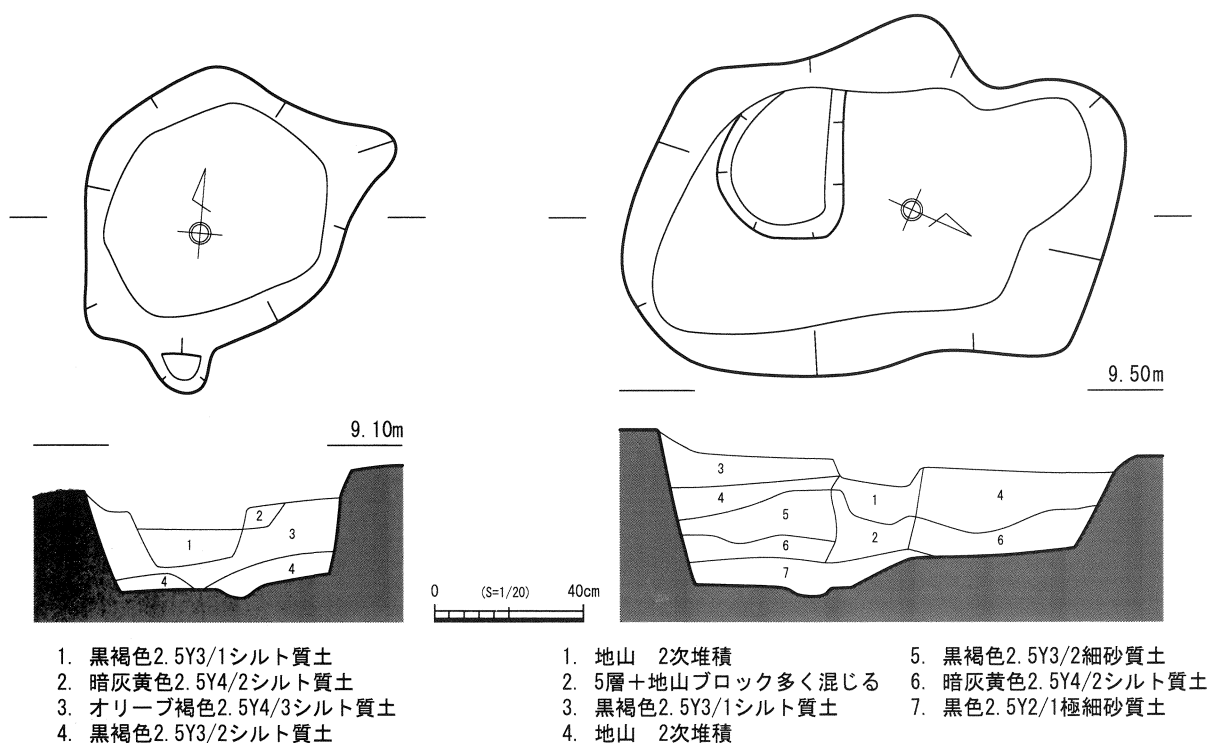 9.50m
9.10m
3
4
5
6
7
1
2
4
6
2
1
3
4
4
0 (S=1/20) 40cm
1. 黒褐色2.5Y3/1シルト質土
2. 暗灰黄色2.5Y4/2シルト質土
3. オリーブ褐色2.5Y4/3シルト質土
4. 黒褐色2.5Y3/2シルト質土
1. 地山 2次堆積
2. 5層＋地山ブロック多く混じる
3. 黒褐色2.5Y3/1シルト質土
4. 地山 2次堆積
5. 黒褐色2.5Y3/2細砂質土
6. 暗灰黄色2.5Y4/2シルト質土
7. 黒色2.5Y2/1極細砂質土